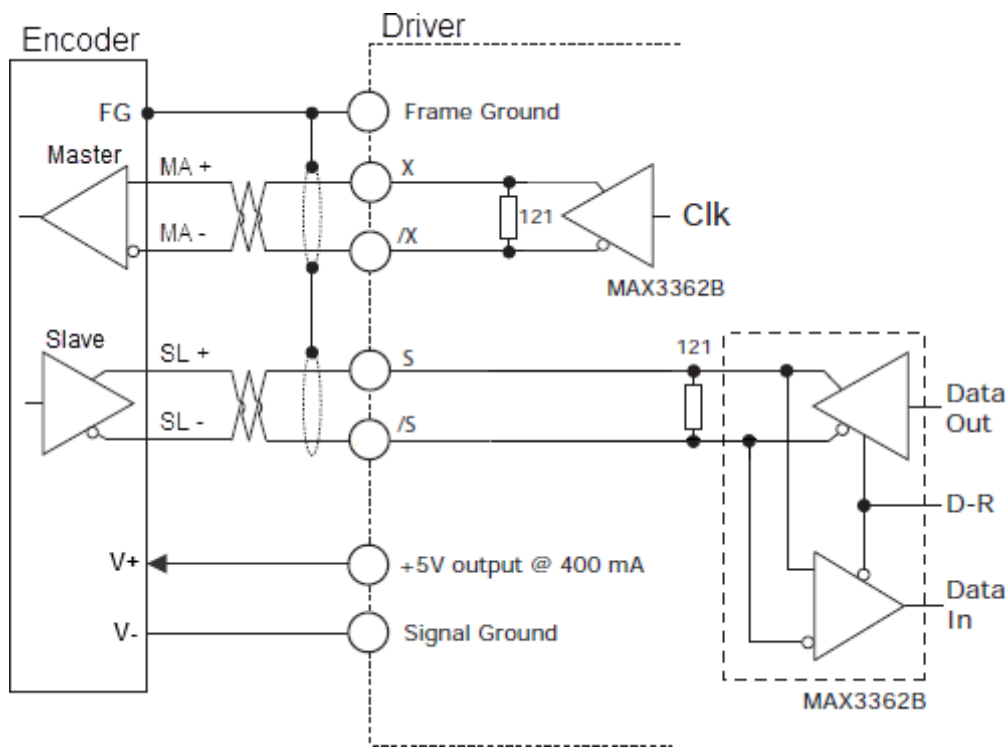 Driver
Encoder
FG
Frame Ground
Master
MA +
X
121
Clk
MA -
/X
MAX3362B
Slave
SL +
S
121
Data
Out
SL -
/S
D-R
V+
+5V output @ 400 mA
Data
In
V-
Signal Ground
MAX3362B